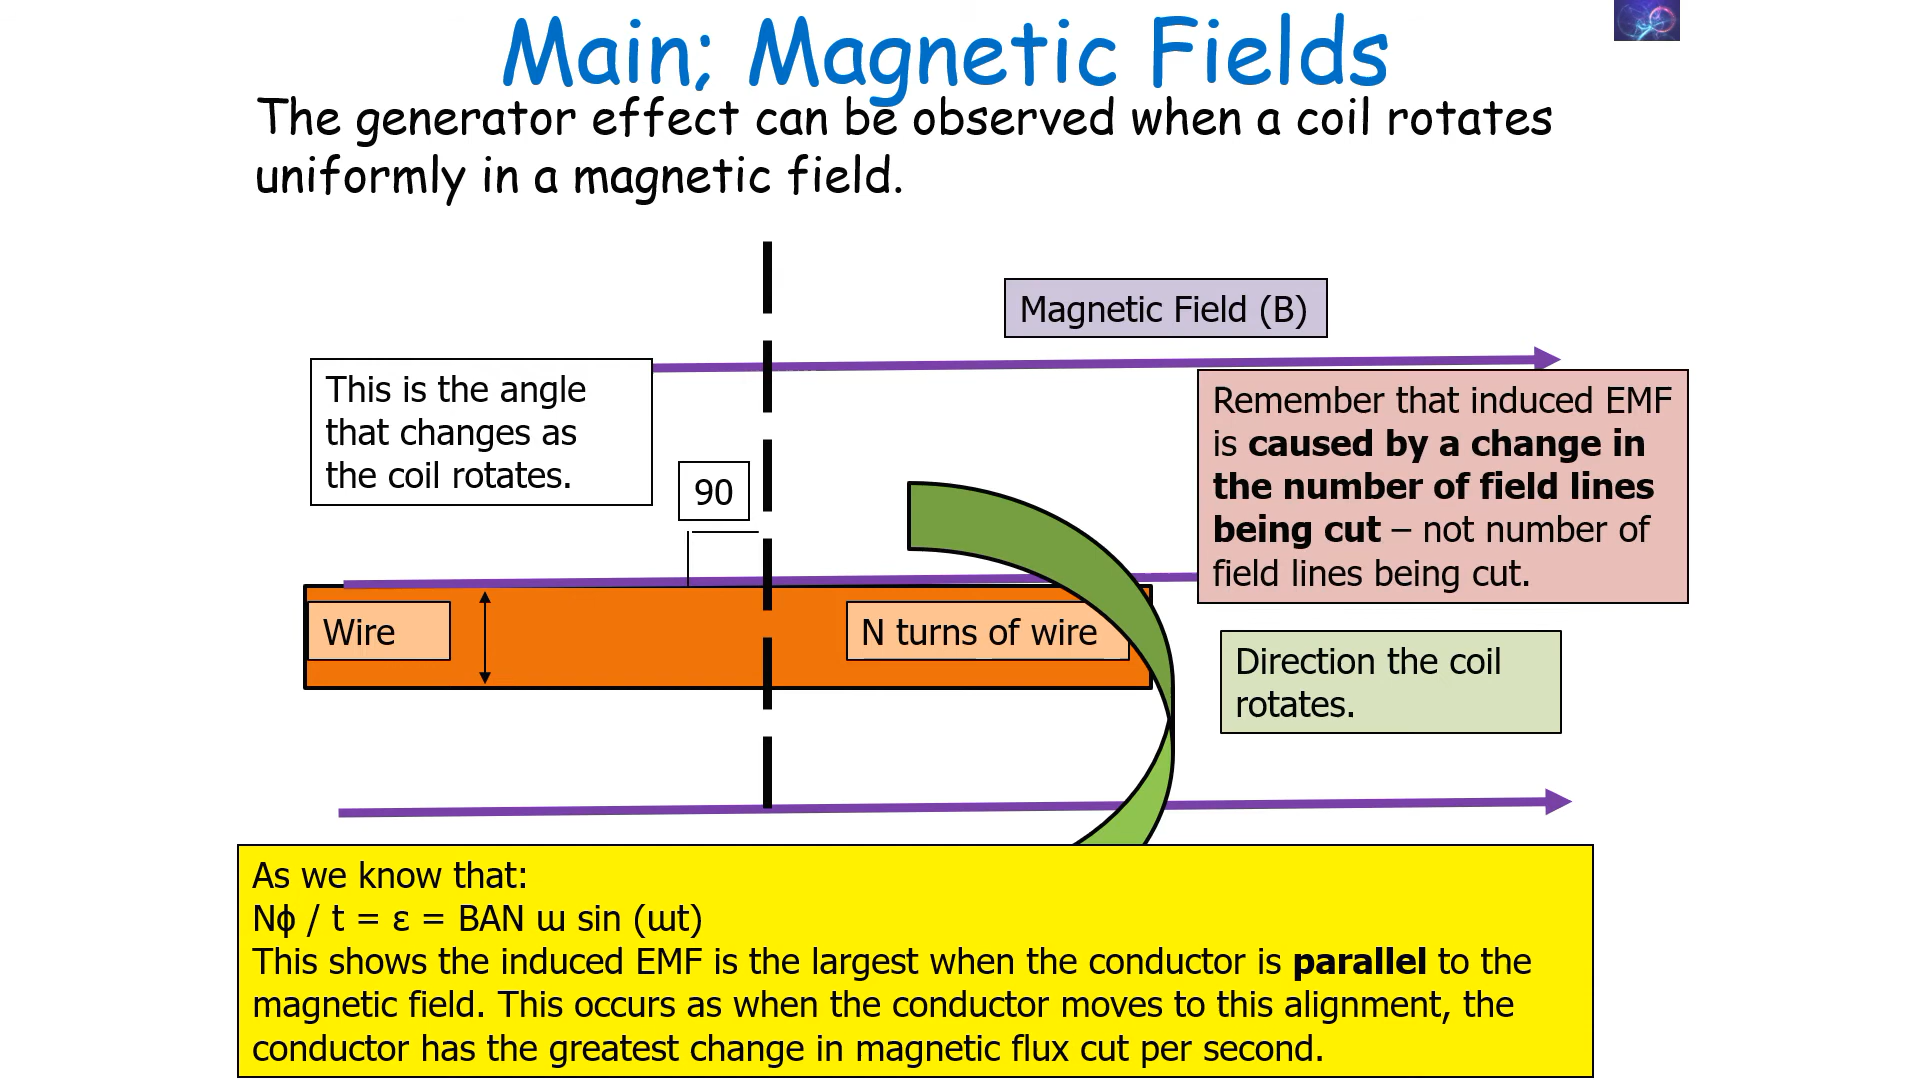 Main; Magnetic Fields
The generator effect can be observed when a coil rotates
uniformly in a magnetic field.
Magnetic Field (B)
This is the angle
that changes as
the coil rotates.
Remember that induced EMF
is caused by a change in
the number of field lines
being cut – not number of
field lines being cut.
90
Wire
N turns of wire
Direction the coil
rotates.
As we know that:
Nϕ / t = ε = BAN ɯ sin (ɯt)
This shows the induced EMF is the largest when the conductor is parallel to the
magnetic field. This occurs as when the conductor moves to this alignment, the
conductor has the greatest change in magnetic flux cut per second.